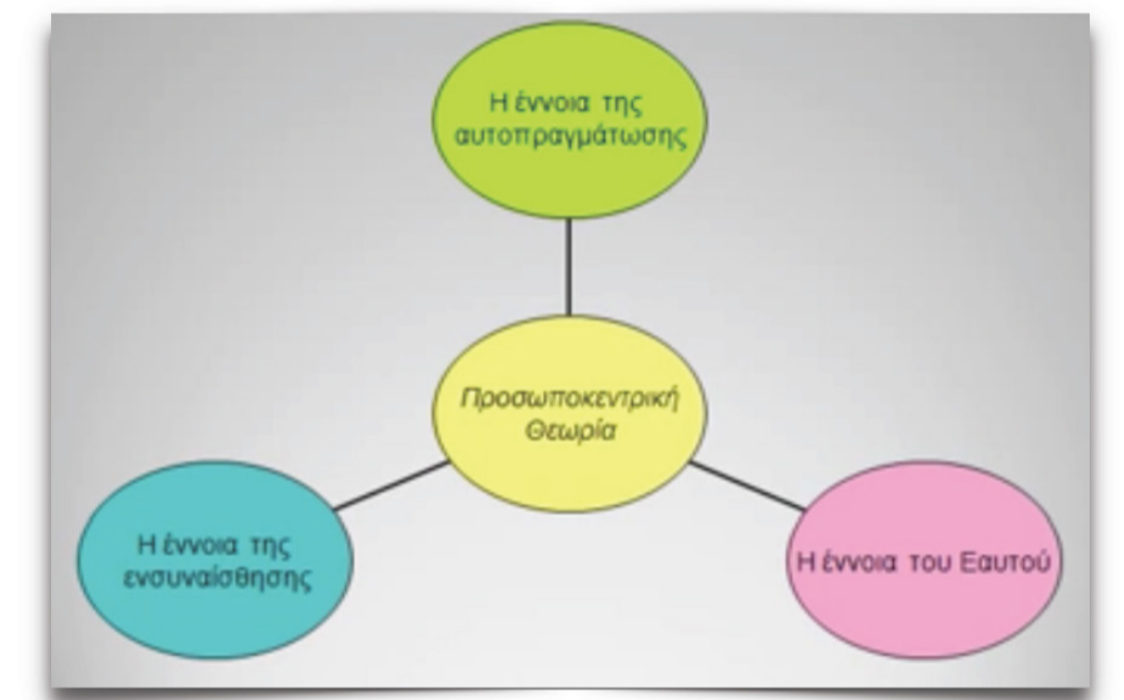 Η έννοια της
αυτοπραγμάτωσης
Προσωποκεντρική
Θεωρία
Η έννοια της
ενσυναίσθησης
Η έννοια του Εαυτού